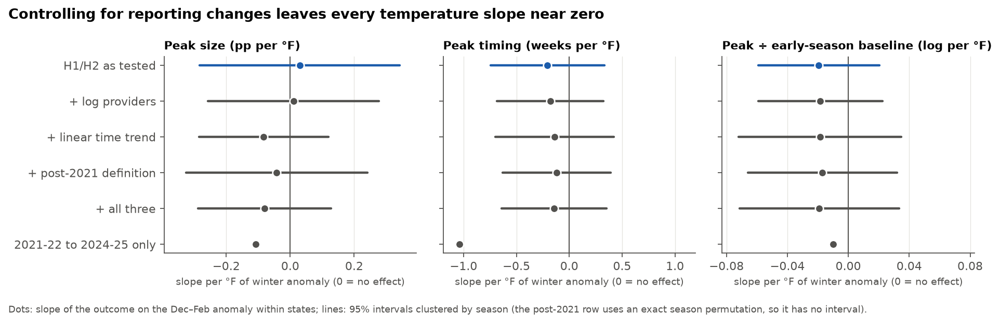 Controlling for reporting changes leaves every temperature slope near zero
Peak size (pp per °F)
Peak timing (weeks per °F)
Peak ÷ early-season baseline (log per °F)
H1/H2 as tested
+ log providers
+ linear time trend
+ post-2021 definition
+ all three
2021-22 to 2024-25 only
−0.2 0.0 0.2
−1.0 −0.5 0.0 0.5 1.0
−0.08 −0.04 0.00 0.04 0.08
slope per °F of winter anomaly (0 = no effect)
slope per °F of winter anomaly (0 = no effect)
slope per °F of winter anomaly (0 = no effect)
Dots: slope of the outcome on the Dec–Feb anomaly within states; lines: 95% intervals clustered by season (the post-2021 row uses an exact season permutation, so it has no interval).